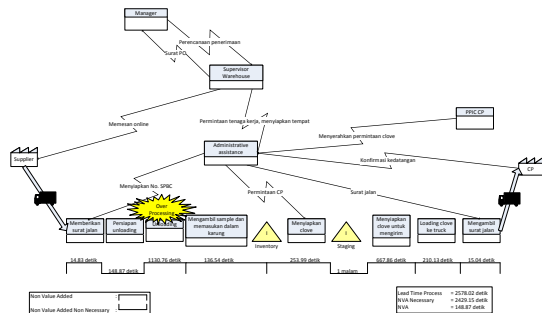 Manager
Perencanaan penerimaan
Surat PO
Supervisor
Warehouse
Memesan online
Permintaan tenaga kerja, menyiapkan tempat
PPIC CP
Menyerahkan permintaan clove
Administrative
assistance
Supplier
Konfirmasi kedatangan
CP
Menyiapkan No. SPBC
Permintaan CP
Surat jalan
Over
Processing
Memberikan
surat jalan
Persiapan
unloading
Unloading
Mengambil sample dan
memasukan dalam
karung
I
Inventory
Menyiapkan
clove
I
Staging
Menyiapkan
clove untuk
mengirim
Loading clove
ke truck
Mengambil
surat jalan
14.83 detik
148.87 detik
1130.76 detik
136.54 detik
253.99 detik
1 malam
667.86 detik
210.13 detik
15.04 detik
Non Value Added :
Non Value Added Non Necessary :
Lead Time Process = 2578.02 detik
NVA Necessary = 2429.15 detik
NVA = 148.87 detik